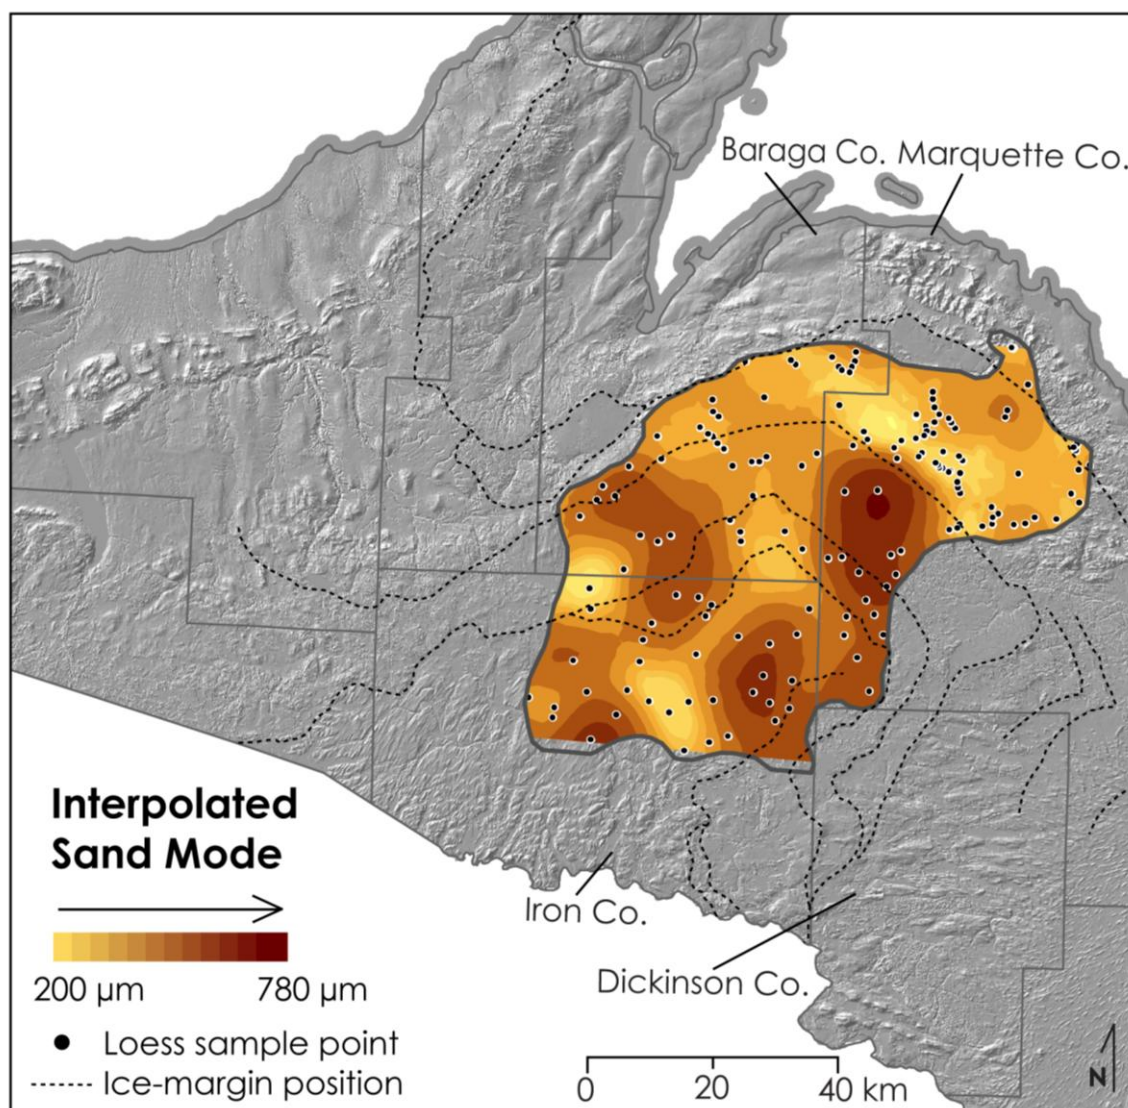 Baraga Co. Marquette Co.
Interpolated
Sand Mode
200 µm 780 µm
Loess sample point
Ice-margin position
Iron Co.
Dickinson Co.
0 20 40 km
N